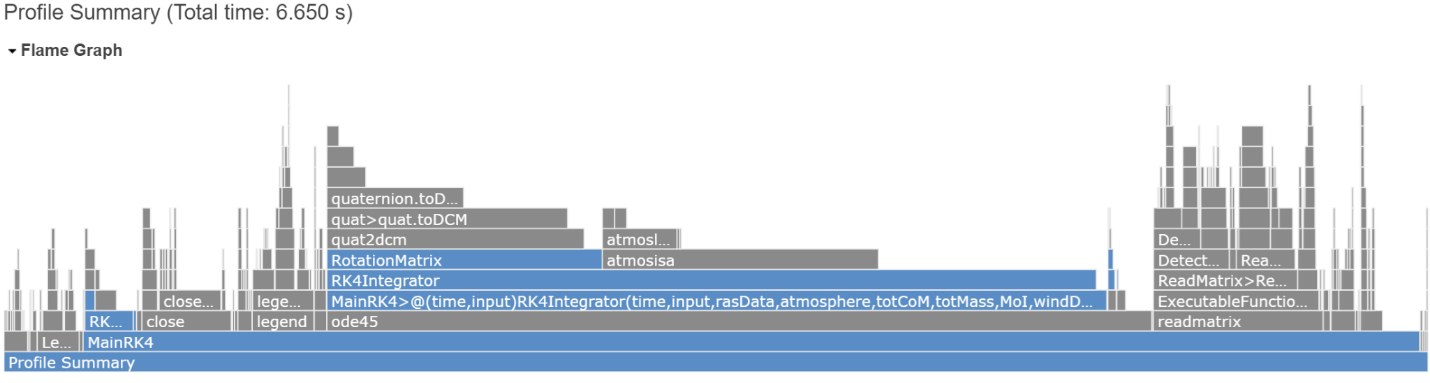 Profile Summary (Total time: 6.650 s)
Flame Graph
quaternion.toD...
quat>quat.toDCM
quat2dcm atmosl... De...
RotationMatrix atmosisa Detect... Rea...
RK4Integrator ReadMatrix>Re...
close... lege... MainRK4>@(time,input)RK4Integrator(time,input,rasData,atmosphere,totCoM,totMass,MoI,windD... ExecutableFunctio...
RK... close legend ode45 readmatrix
Le... MainRK4
Profile Summary